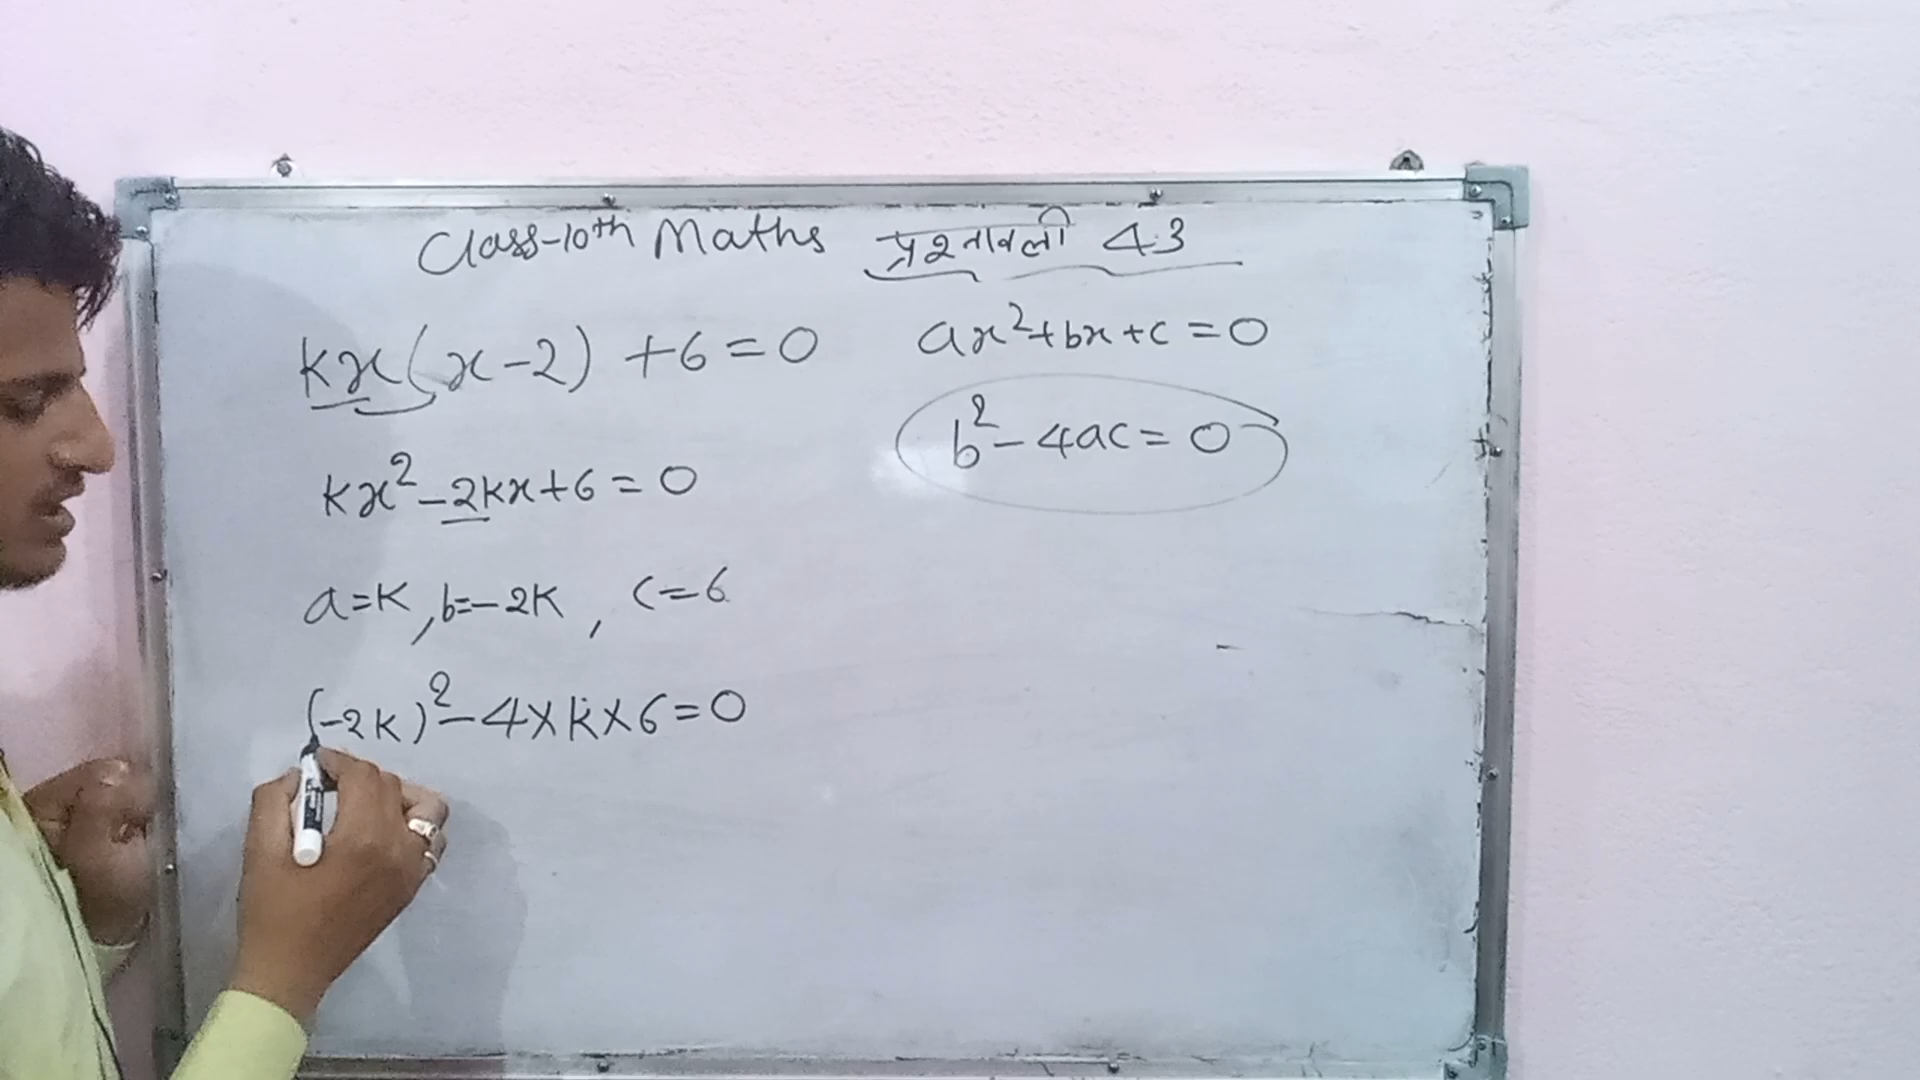 Class-10th Maths प्रश्नावली 4.3
kx(x-2) +6=0
ax²+bx+c=0
b²-4ac=0
kx²-2kx+6=0
a=K, b=-2K, c=6
(-2K)²-4×k×6=0